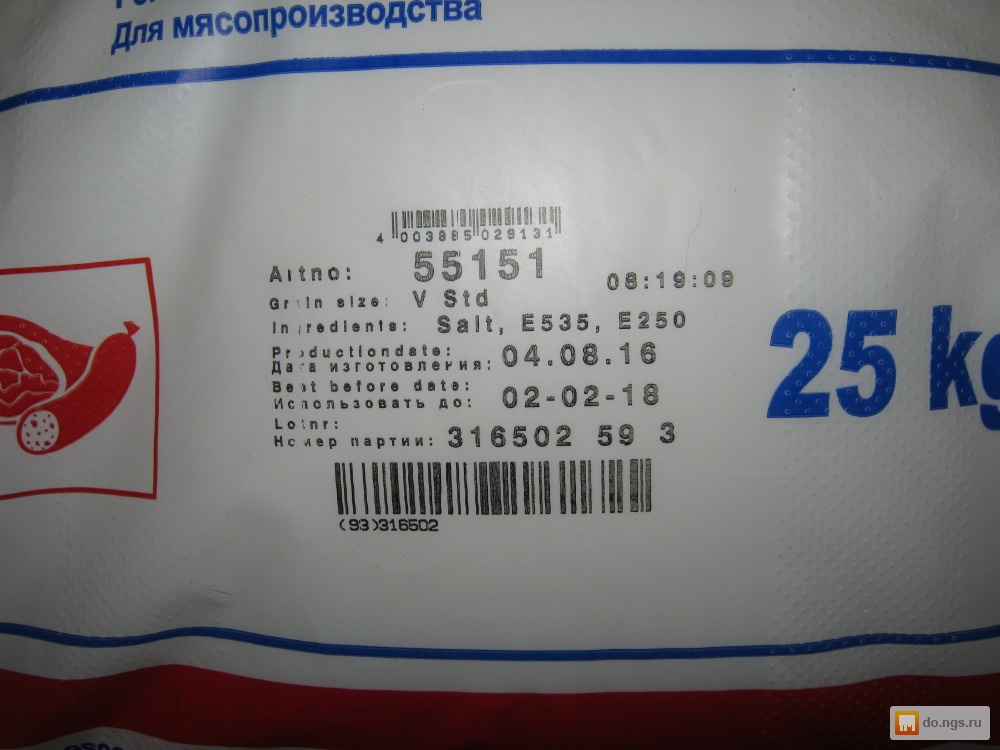 Для мясопроизводства
4 003885 029131
Artno: 55151 08:19:09
Grain size: V Std
Ingredients: Salt, E535, E250
Productiondate:
Дата изготовления: 04.08.16
Best before date:
Использовать до: 02-02-18
Lotnr:
Номер партии: 316502 59 3
25 kg
(93)316502
do.ngs.ru